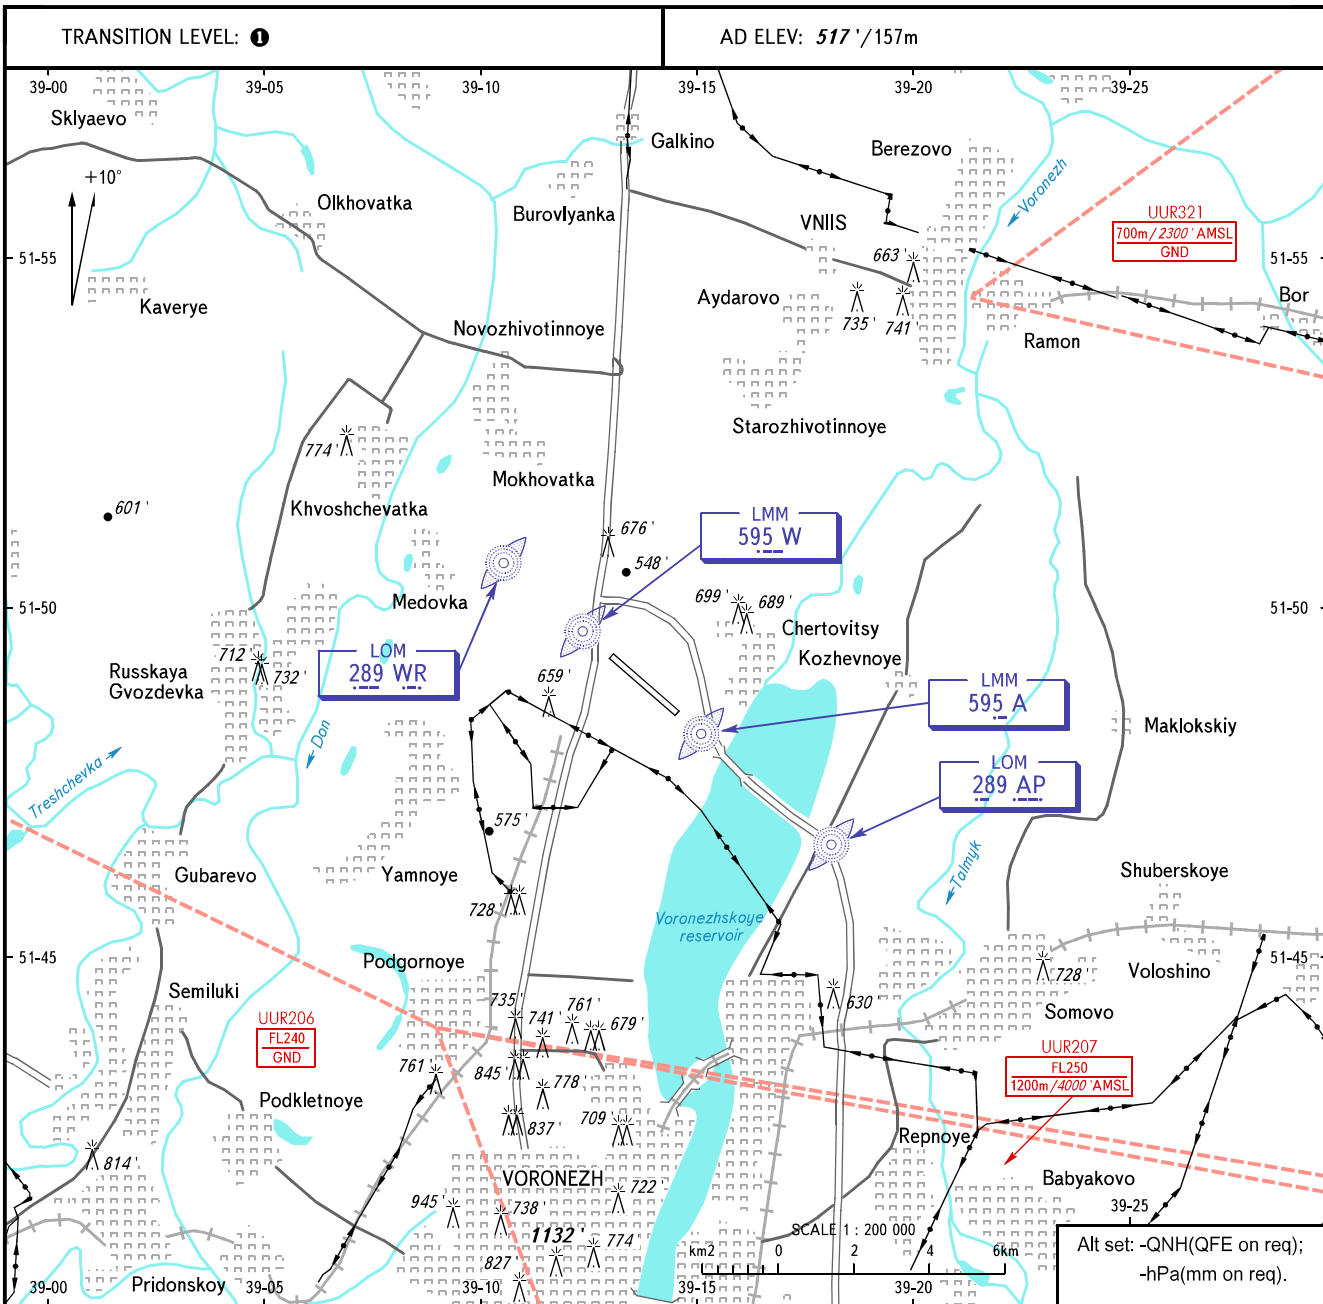 TRANSITION LEVEL: ❶
AD ELEV: 517 '/157m
39-00
39-05
39-10
39-15
39-20
39-25
Sklyaevo
Galkino
Berezovo
+10°
Olkhovatka
Burovlyanka
Voronezh
VNIIS
UUR321
700m/2300 'AMSL
GND
663 '
51-55
51-55
Kaverye
Aydarovo
735 '
741 '
Bor
Novozhivotinnoye
Ramon
Starozhivotinnoye
774 '
Mokhovatka
601 '
Khvoshchevatka
LMM
595 W
676 '
548 '
51-50
Medovka
699 '
689 '
51-50
Chertovitsy
LOM
289 WR
712 '
732 '
Russkaya
Gvozdevka
659 '
Kozhevnoye
LMM
595 A
Maklokskiy
Don
Treshchevka
LOM
289 AP
575 '
Gubarevo
Yamnoye
Talmyk
Shuberskoye
728 '
Voronezhskoye
reservoir
51-45
Podgornoye
728 '
Voloshino
51-45
Semiluki
735 '
741 '
761 '
679 '
630
Somovo
UUR206
FL240
GND
761 '
845 '
778 '
UUR207
FL250
1200m/4000 'AMSL
Podkletnoye
837 '
709
Repnoye
814 '
VORONEZH
Babyakovo
945 '
738 '
722 '
39-25
1132 '
774 '
SCALE 1 : 200 000
km2
0
2
4
6km
Alt set: -QNH(QFE on req);
-hPa(mm on req).
827
Pridonskoy
39-00
39-05
39-10
39-15
39-20